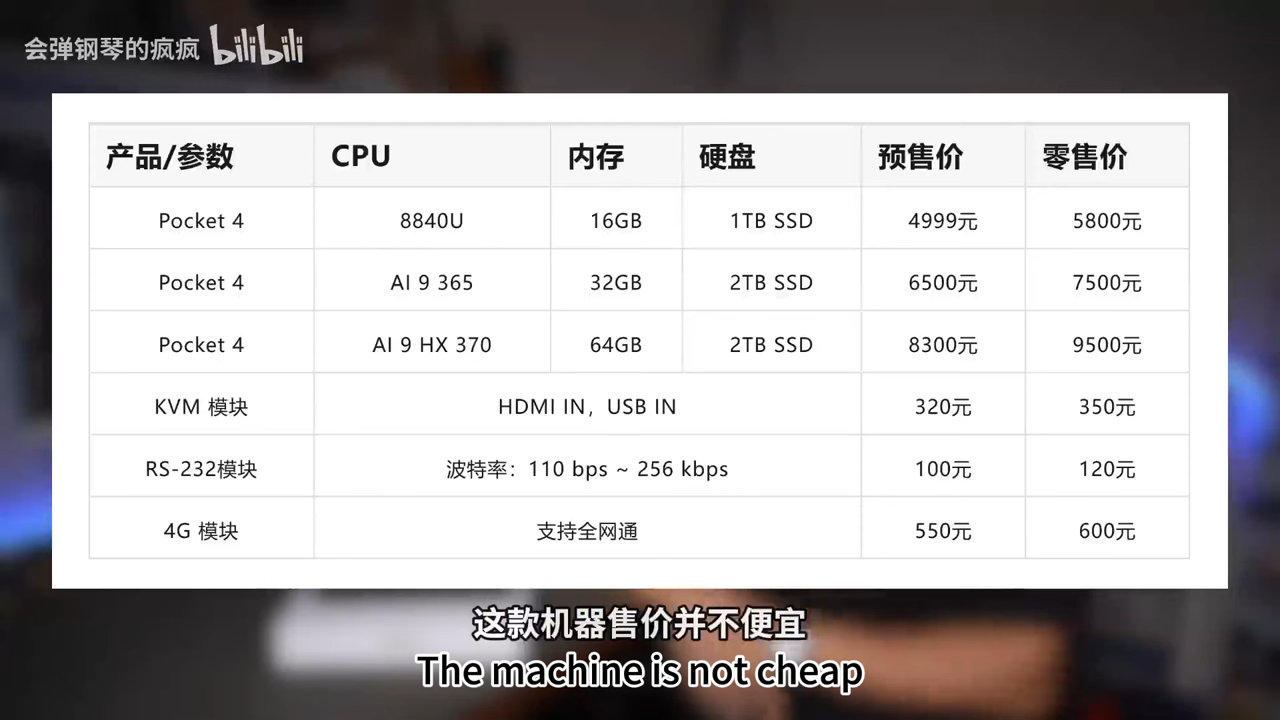 会弹钢琴的疯疯 bilibili
产品/参数 CPU 内存 硬盘 预售价 零售价
Pocket 4 8840U 16GB 1TB SSD 4999元 5800元
Pocket 4 AI 9 365 32GB 2TB SSD 6500元 7500元
Pocket 4 AI 9 HX 370 64GB 2TB SSD 8300元 9500元
KVM 模块 HDMI IN，USB IN 320元 350元
RS-232模块 波特率：110 bps ~ 256 kbps 100元 120元
4G 模块 支持全网通 550元 600元
这款机器售价并不便宜
The machine is not cheap